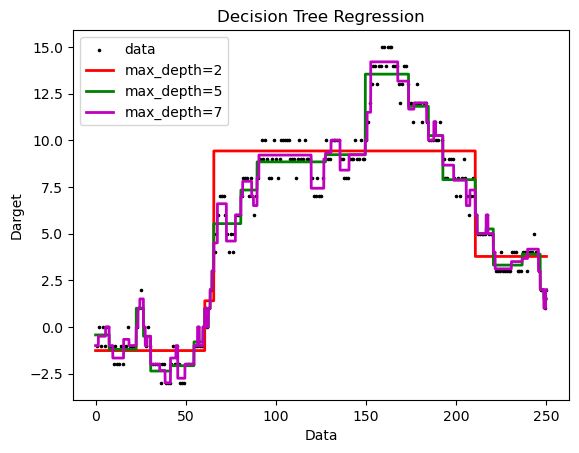 Decision Tree Regression
data
max_depth=2
max_depth=5
max_depth=7
15.0
12.5
10.0
7.5
5.0
2.5
0.0
−2.5
Darget
0 50 100 150 200 250
Data